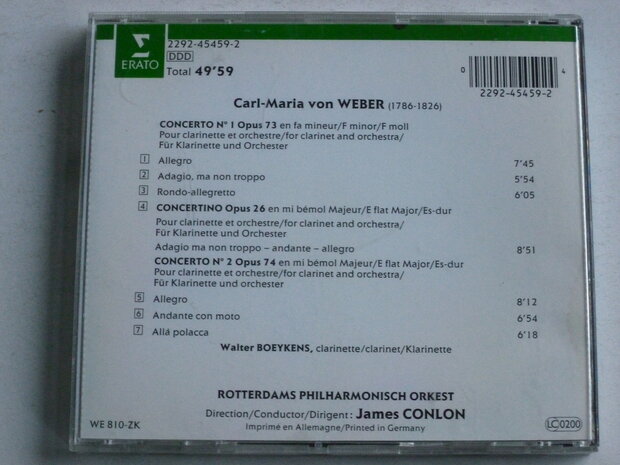 ERATO
2292-45459-2
DDD
Total 49'59
0 4
2292-45459-2
Carl-Maria von WEBER (1786-1826)
CONCERTO N° 1 Opus 73 en fa mineur/F minor/F moll
Pour clarinette et orchestre/for clarinet and orchestra/
Für Klarinette und Orchester
1 Allegro 7'45
2 Adagio, ma non troppo 5'54
3 Rondo-allegretto 6'05
4 CONCERTINO Opus 26 en mi bémol Majeur/E flat Major/Es-dur
Pour clarinette et orchestre/for clarinet and orchestra/
Für Klarinette und Orchester
Adagio ma non troppo – andante – allegro 8'51
CONCERTO N° 2 Opus 74 en mi bémol Majeur/E flat Major/Es-dur
Pour clarinette et orchestre/for clarinet and orchestra/
Für Klarinette und orchester
5 Allegro 8'12
6 Andante con moto 6'54
7 Allá polacca 6'18
Walter BOEYKENS, clarinette/clarinet/Klarinette
ROTTERDAMS PHILHARMONISCH ORKEST
Direction/Conductor/Dirigent: James CONLON
WE 810-ZK
Imprimé en Allemagne/Printed in Germany
LC 0200